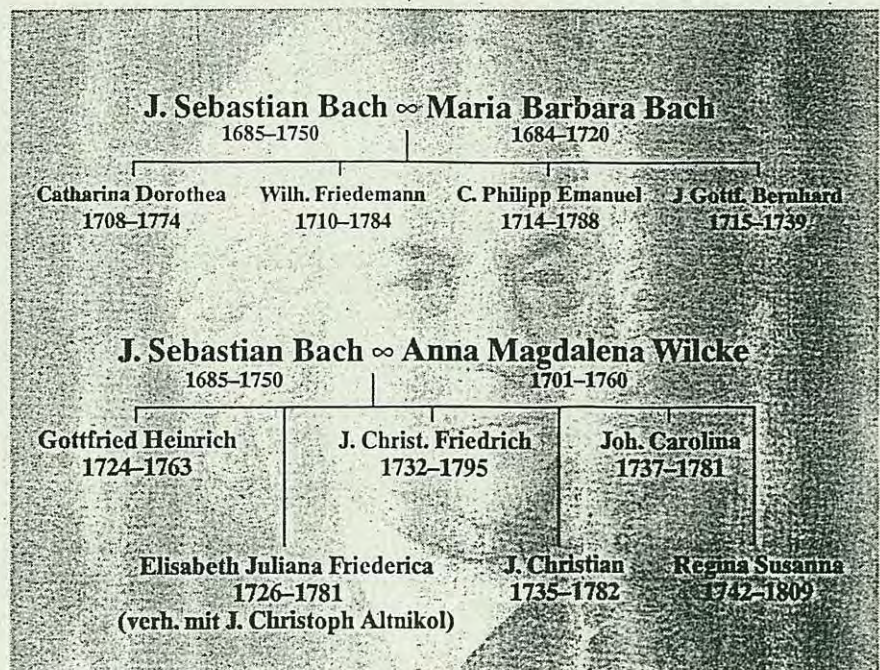 J. Sebastian Bach ∞ Maria Barbara Bach
1685–1750 1684–1720
Catharina Dorothea Wilh. Friedemann C. Philipp Emanuel J Gottf. Bernhard
1708–1774 1710–1784 1714–1788 1715–1739
J. Sebastian Bach ∞ Anna Magdalena Wilcke
1685–1750 1701–1760
Gottfried Heinrich J. Christ. Friedrich Joh. Carolina
1724–1763 1732–1795 1737–1781
Elisabeth Juliana Friederica J. Christian Regina Susanna
1726–1781 1735–1782 1742–1809
(verh. mit J. Christoph Altnikol)